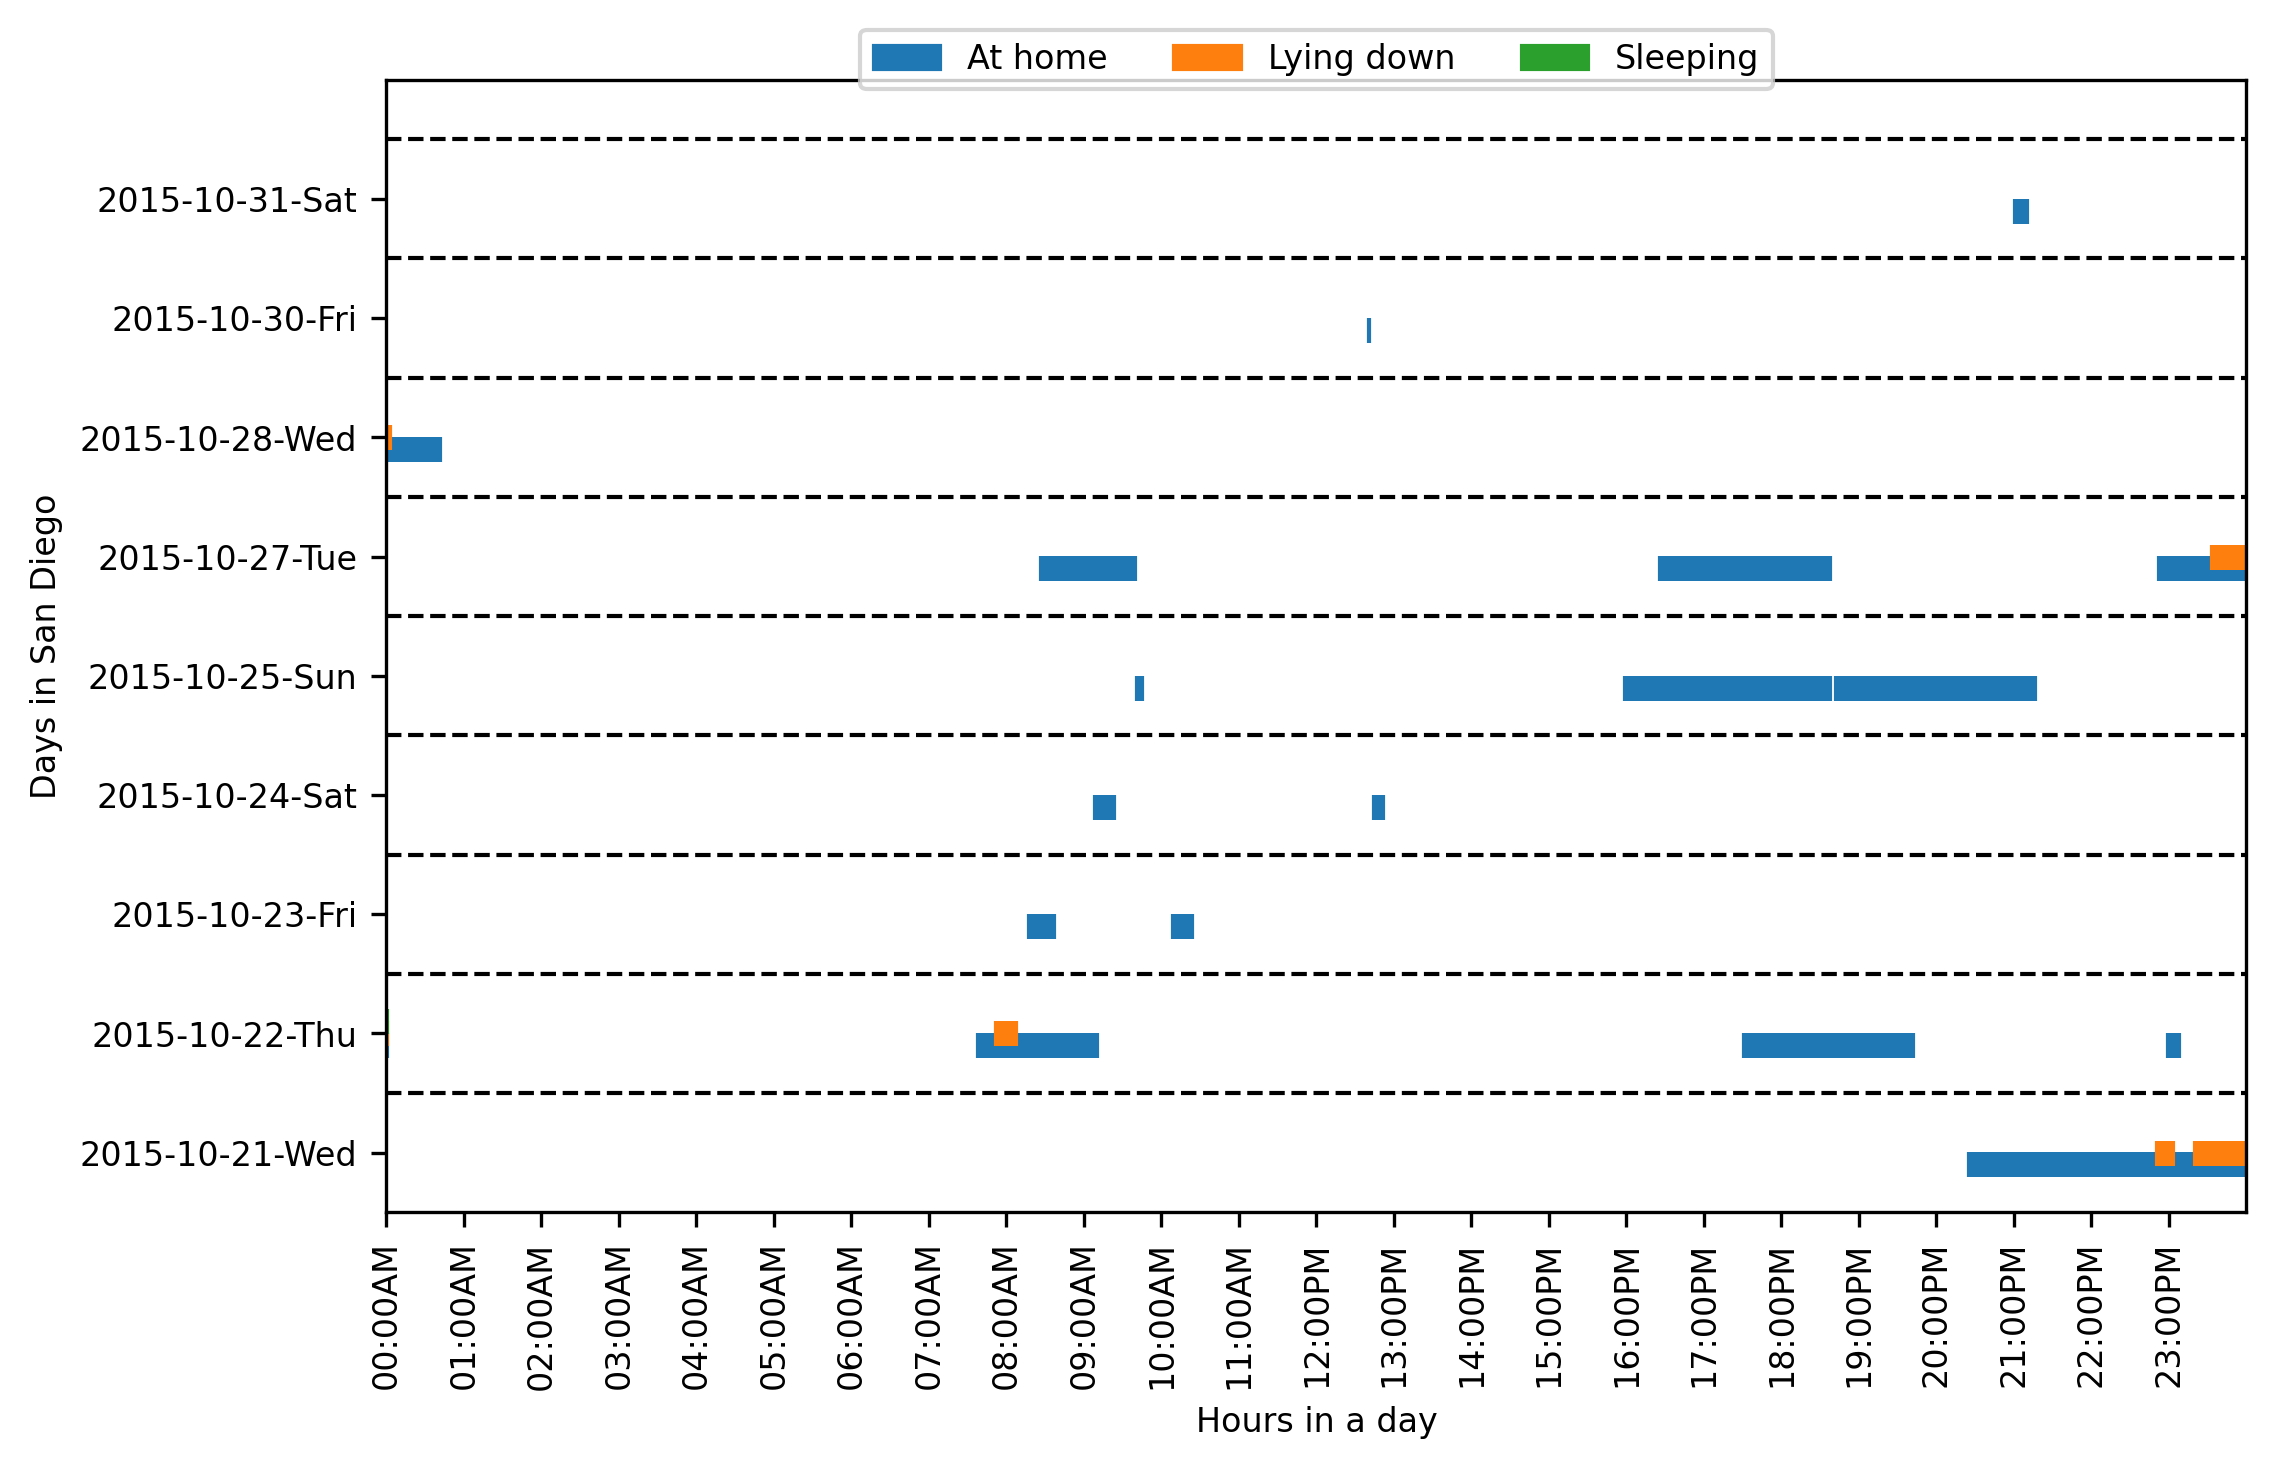 At home Lying down Sleeping
2015-10-31-Sat
2015-10-30-Fri
2015-10-28-Wed
2015-10-27-Tue
2015-10-25-Sun
2015-10-24-Sat
2015-10-23-Fri
2015-10-22-Thu
2015-10-21-Wed
Days in San Diego
00:00AM
01:00AM
02:00AM
03:00AM
04:00AM
05:00AM
06:00AM
07:00AM
08:00AM
09:00AM
10:00AM
11:00AM
12:00PM
13:00PM
14:00PM
15:00PM
16:00PM
17:00PM
18:00PM
19:00PM
20:00PM
21:00PM
22:00PM
23:00PM
Hours in a day